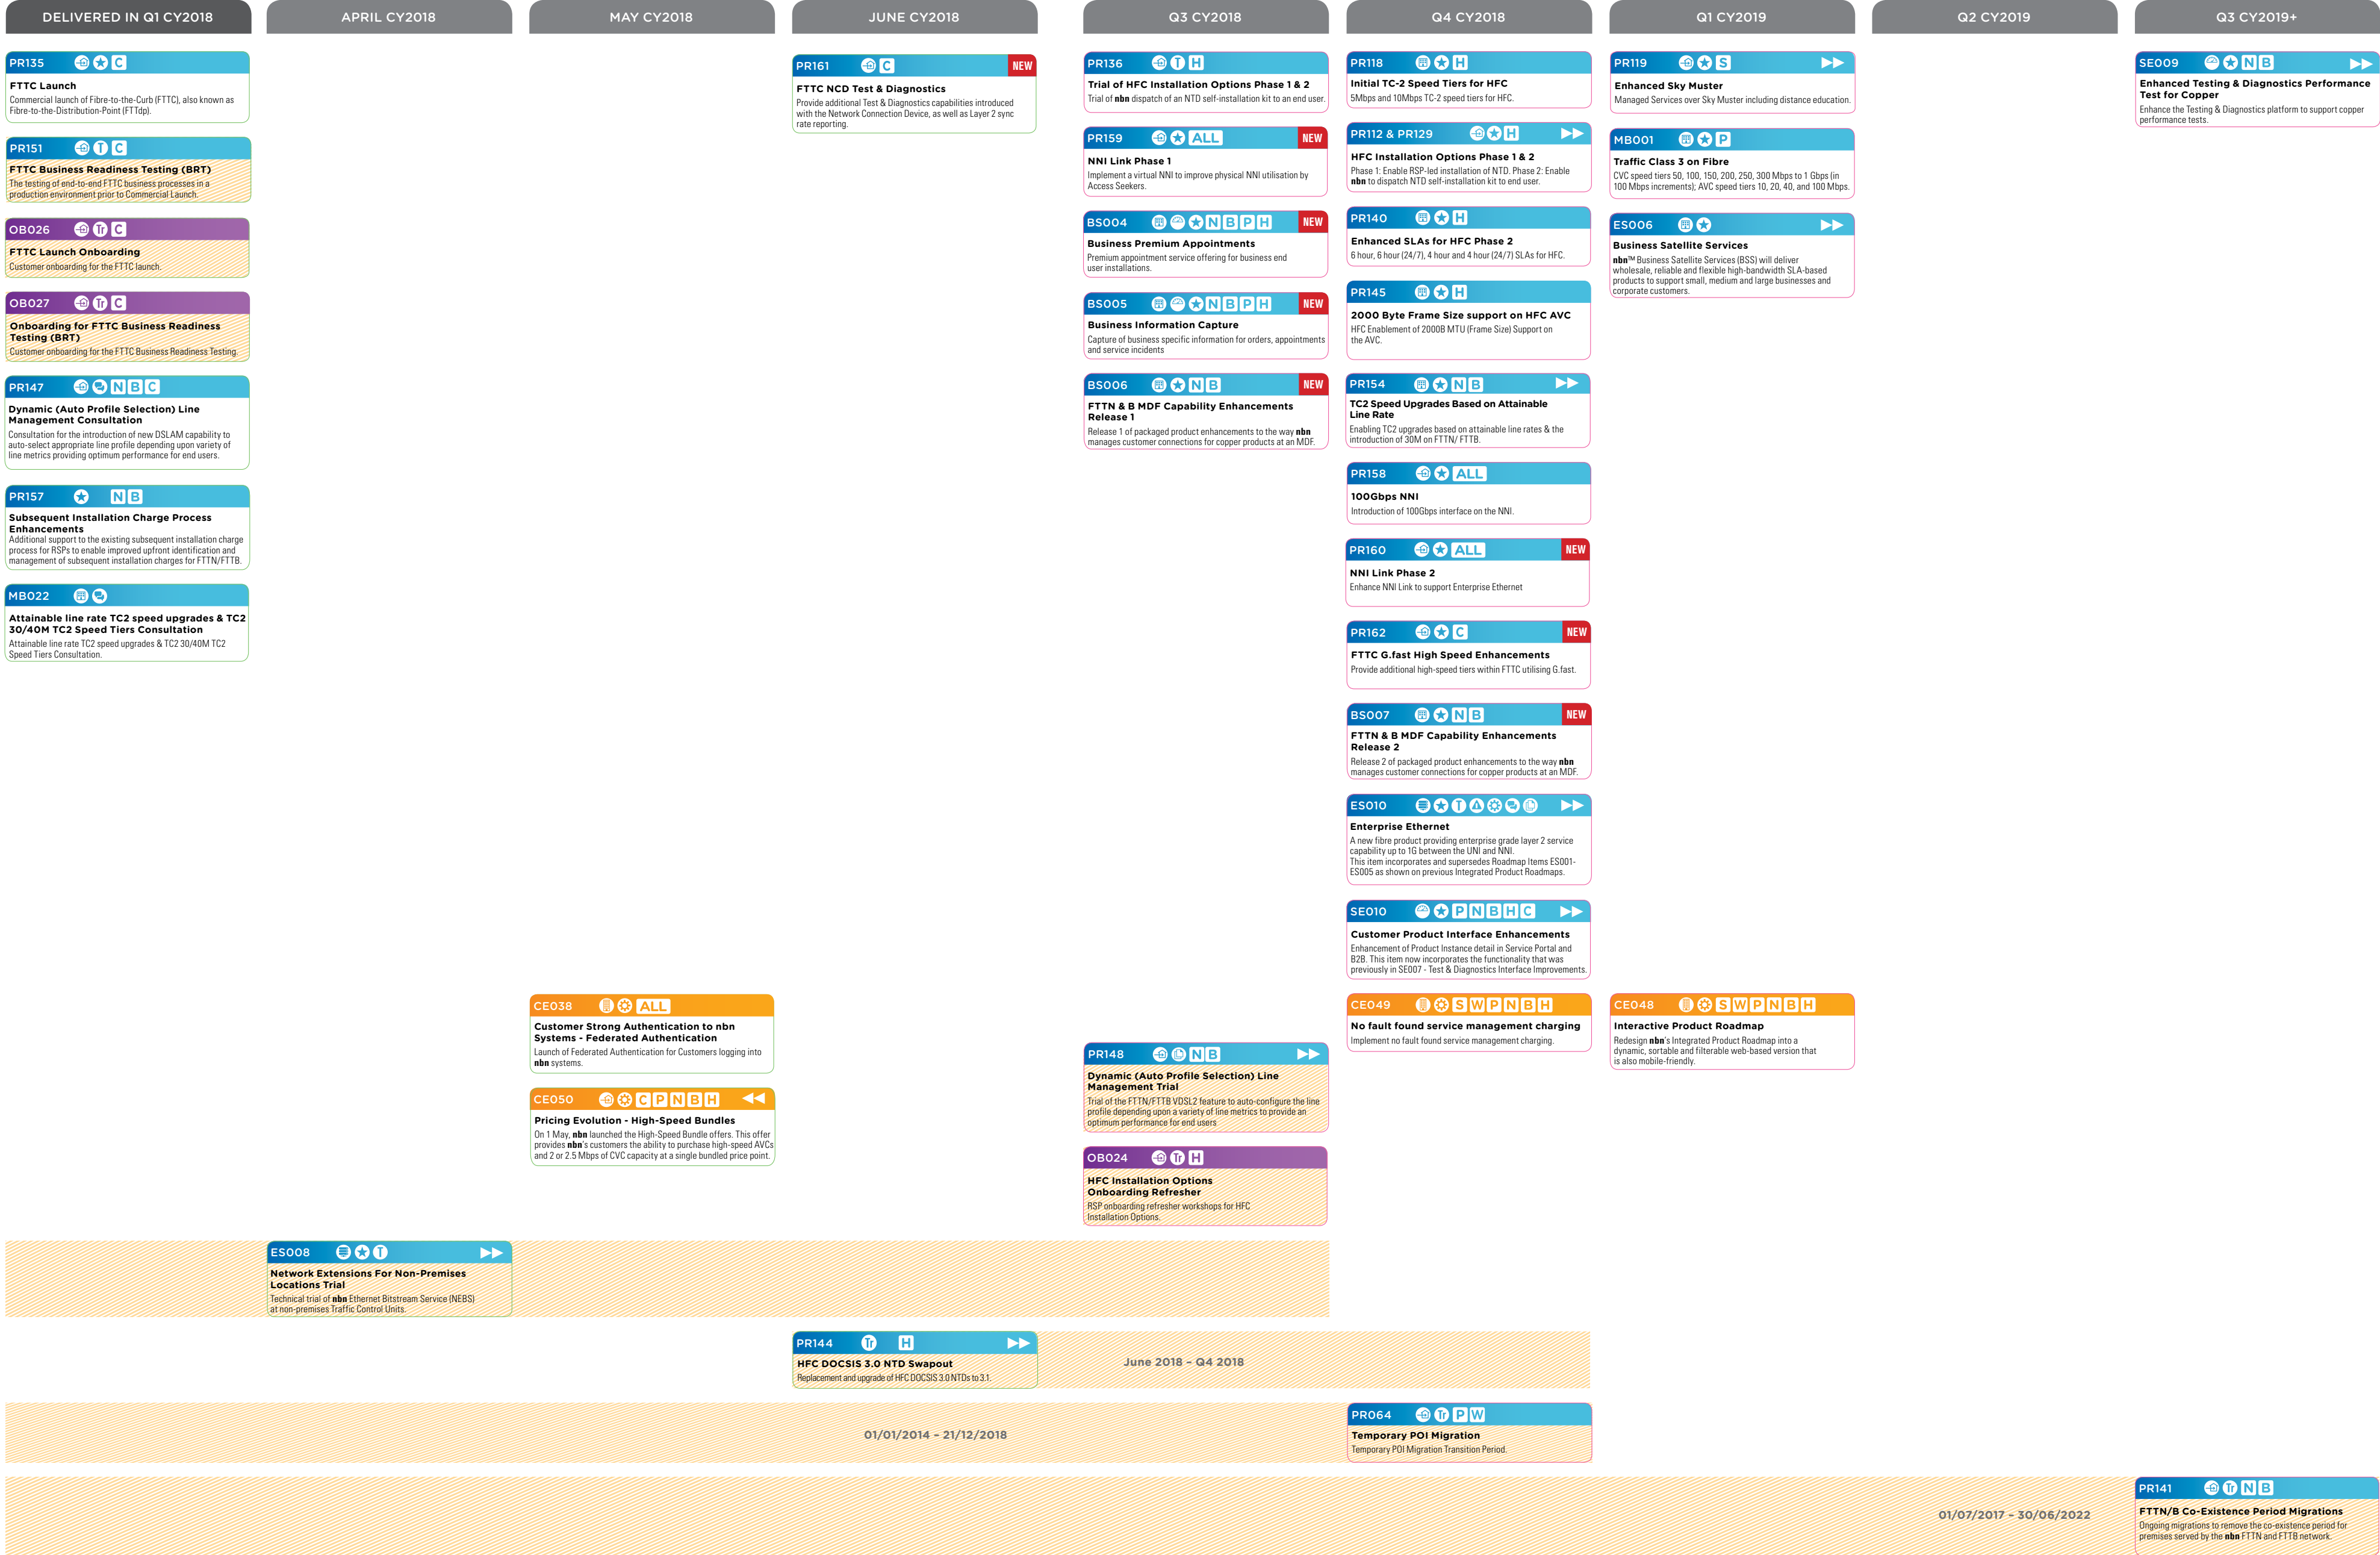 DELIVERED IN Q1 CY2018
APRIL CY2018
MAY CY2018
JUNE CY2018
Q3 CY2018
Q4 CY2018
Q1 CY2019
Q2 CY2019
Q3 CY2019+
PR135 C
FTTC Launch
Commercial launch of Fibre-to-the-Curb (FTTC), also known as
Fibre-to-the-Distribution-Point (FTTdp).
PR151 T C
FTTC Business Readiness Testing (BRT)
The testing of end-to-end FTTC business processes in a
production environment prior to Commercial Launch.
OB026 Tr C
FTTC Launch Onboarding
Customer onboarding for the FTTC launch.
OB027 Tr C
Onboarding for FTTC Business Readiness
Testing (BRT)
Customer onboarding for the FTTC Business Readiness Testing.
PR147 N B C
Dynamic (Auto Profile Selection) Line
Management Consultation
Consultation for the introduction of new DSLAM capability to
auto-select appropriate line profile depending upon variety of
line metrics providing optimum performance for end users.
PR157 N B
Subsequent Installation Charge Process
Enhancements
Additional support to the existing subsequent installation charge
process for RSPs to enable improved upfront identification and
management of subsequent installation charges for FTTN/FTTB.
MB022
Attainable line rate TC2 speed upgrades & TC2
30/40M TC2 Speed Tiers Consultation
Attainable line rate TC2 speed upgrades & TC2 30/40M TC2
Speed Tiers Consultation.
ES008 T
Network Extensions For Non-Premises
Locations Trial
Technical trial of nbn Ethernet Bitstream Service (NEBS)
at non-premises Traffic Control Units.
CE038 ALL
Customer Strong Authentication to nbn
Systems - Federated Authentication
Launch of Federated Authentication for Customers logging into
nbn systems.
CE050 C P N B H
Pricing Evolution - High-Speed Bundles
On 1 May, nbn launched the High-Speed Bundle offers. This offer
provides nbn's customers the ability to purchase high-speed AVCs
and 2 or 2.5 Mbps of CVC capacity at a single bundled price point.
PR161 C NEW
FTTC NCD Test & Diagnostics
Provide additional Test & Diagnostics capabilities introduced
with the Network Connection Device, as well as Layer 2 sync
rate reporting.
PR144 Tr H
HFC DOCSIS 3.0 NTD Swapout
Replacement and upgrade of HFC DOCSIS 3.0 NTDs to 3.1.
June 2018 – Q4 2018
01/01/2014 – 21/12/2018
PR136 T H
Trial of HFC Installation Options Phase 1 & 2
Trial of nbn dispatch of an NTD self-installation kit to an end user.
PR159 ALL NEW
NNI Link Phase 1
Implement a virtual NNI to improve physical NNI utilisation by
Access Seekers.
BS004 N B P H NEW
Business Premium Appointments
Premium appointment service offering for business end
user installations.
BS005 N B P H NEW
Business Information Capture
Capture of business specific information for orders, appointments
and service incidents
BS006 N B NEW
FTTN & B MDF Capability Enhancements
Release 1
Release 1 of packaged product enhancements to the way nbn
manages customer connections for copper products at an MDF.
PR148 N B
Dynamic (Auto Profile Selection) Line
Management Trial
Trial of the FTTN/FTTB VDSL2 feature to auto-configure the line
profile depending upon a variety of line metrics to provide an
optimum performance for end users
OB024 Tr H
HFC Installation Options
Onboarding Refresher
RSP onboarding refresher workshops for HFC
Installation Options.
PR118 H
Initial TC-2 Speed Tiers for HFC
5Mbps and 10Mbps TC-2 speed tiers for HFC.
PR112 & PR129 H
HFC Installation Options Phase 1 & 2
Phase 1: Enable RSP-led installation of NTD. Phase 2: Enable
nbn to dispatch NTD self-installation kit to end user.
PR140 H
Enhanced SLAs for HFC Phase 2
6 hour, 6 hour (24/7), 4 hour and 4 hour (24/7) SLAs for HFC.
PR145 H
2000 Byte Frame Size support on HFC AVC
HFC Enablement of 2000B MTU (Frame Size) Support on
the AVC.
PR154 N B
TC2 Speed Upgrades Based on Attainable
Line Rate
Enabling TC2 upgrades based on attainable line rates & the
introduction of 30M on FTTN/ FTTB.
PR158 ALL
100Gbps NNI
Introduction of 100Gbps interface on the NNI.
PR160 ALL NEW
NNI Link Phase 2
Enhance NNI Link to support Enterprise Ethernet
PR162 C NEW
FTTC G.fast High Speed Enhancements
Provide additional high-speed tiers within FTTC utilising G.fast.
BS007 N B NEW
FTTN & B MDF Capability Enhancements
Release 2
Release 2 of packaged product enhancements to the way nbn
manages customer connections for copper products at an MDF.
ES010 T
Enterprise Ethernet
A new fibre product providing enterprise grade layer 2 service
capability up to 1G between the UNI and NNI.
This item incorporates and supersedes Roadmap Items ES001-
ES005 as shown on previous Integrated Product Roadmaps.
SE010 P N B H C
Customer Product Interface Enhancements
Enhancement of Product Instance detail in Service Portal and
B2B. This item now incorporates the functionality that was
previously in SE007 - Test & Diagnostics Interface Improvements.
CE049 S W P N B H
No fault found service management charging
Implement no fault found service management charging.
PR064 Tr P W
Temporary POI Migration
Temporary POI Migration Transition Period.
PR119 S
Enhanced Sky Muster
Managed Services over Sky Muster including distance education.
MB001 P
Traffic Class 3 on Fibre
CVC speed tiers 50, 100, 150, 200, 250, 300 Mbps to 1 Gbps (in
100 Mbps increments); AVC speed tiers 10, 20, 40, and 100 Mbps.
ES006
Business Satellite Services
nbn™ Business Satellite Services (BSS) will deliver
wholesale, reliable and flexible high-bandwidth SLA-based
products to support small, medium and large businesses and
corporate customers.
CE048 S W P N B H
Interactive Product Roadmap
Redesign nbn's Integrated Product Roadmap into a
dynamic, sortable and filterable web-based version that
is also mobile-friendly.
01/07/2017 – 30/06/2022
SE009 N B
Enhanced Testing & Diagnostics Performance
Test for Copper
Enhance the Testing & Diagnostics platform to support copper
performance tests.
PR141 Tr N B
FTTN/B Co-Existence Period Migrations
Ongoing migrations to remove the co-existence period for
premises served by the nbn FTTN and FTTB network.